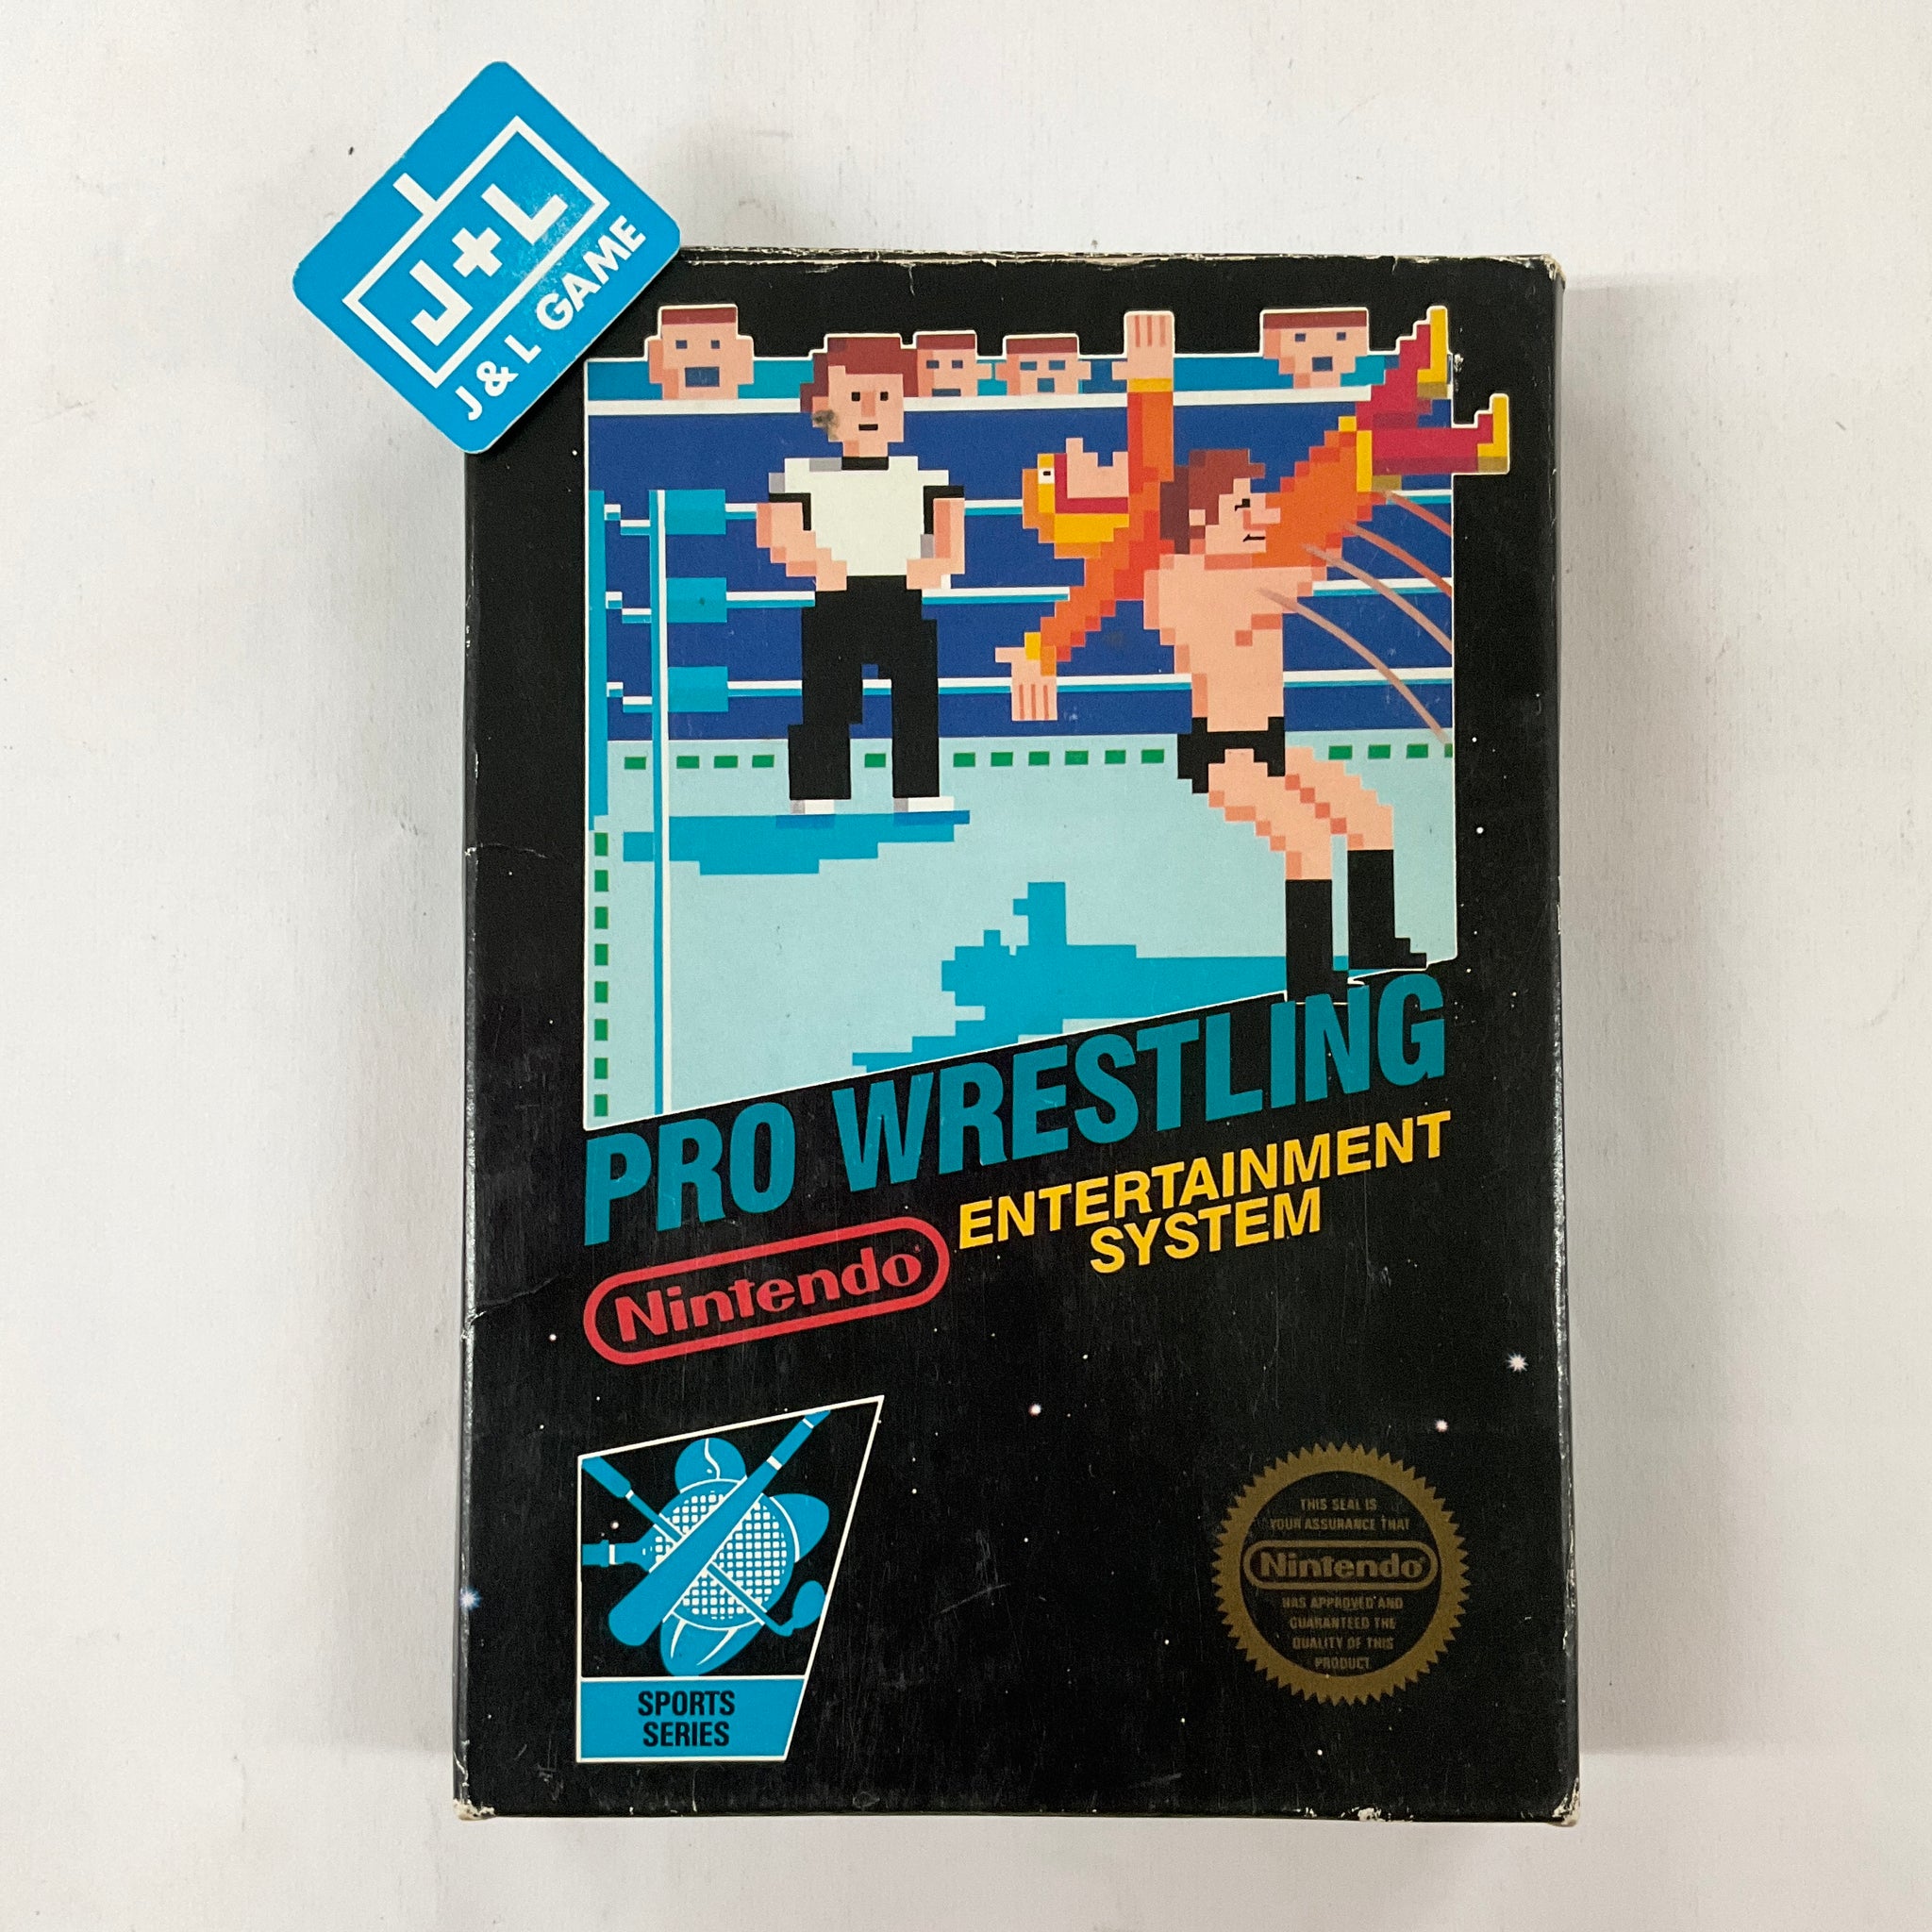 J+L
J & L GAME
PRO WRESTLING
Nintendo®
ENTERTAINMENT
SYSTEM
SPORTS
SERIES
THIS SEAL IS
YOUR ASSURANCE THAT
Nintendo®
HAS APPROVED AND
GUARANTEED THE
QUALITY OF THIS
PRODUCT.